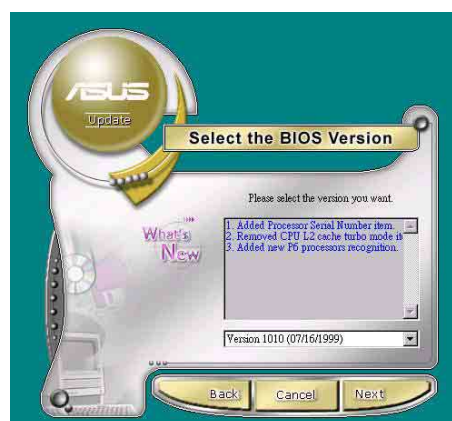 ASUS
Update
Select the BIOS Version
Please select the version you want.
What's
New
1. Added Processor Serial Number item.
2. Removed CPU L2 cache turbo mode it
3. Added new P6 processors recognition.
Version 1010 (07/16/1999)
Back
Cancel
Next